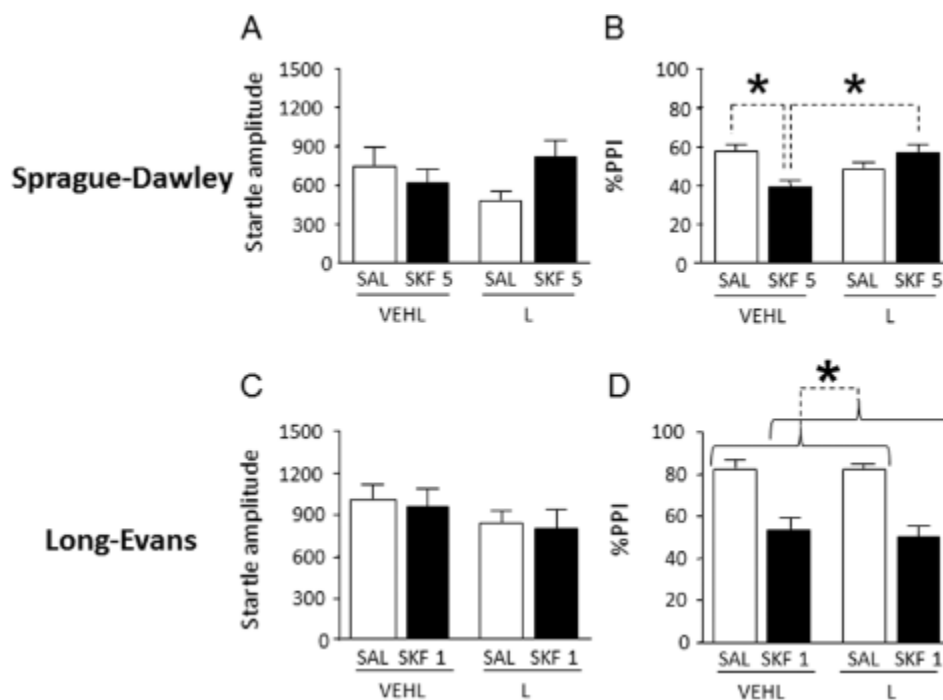 A
B
Sprague-Dawley
Startle amplitude
1500
1200
900
600
300
0
SAL SKF 5 SAL SKF 5
VEHL L
%PPI
100
80
60
40
20
0
* *
SAL SKF 5 SAL SKF 5
VEHL L
C
D
Long-Evans
Startle amplitude
1500
1200
900
600
300
0
SAL SKF 1 SAL SKF 1
VEHL L
%PPI
100
80
60
40
20
0
*
SAL SKF 1 SAL SKF 1
VEHL L